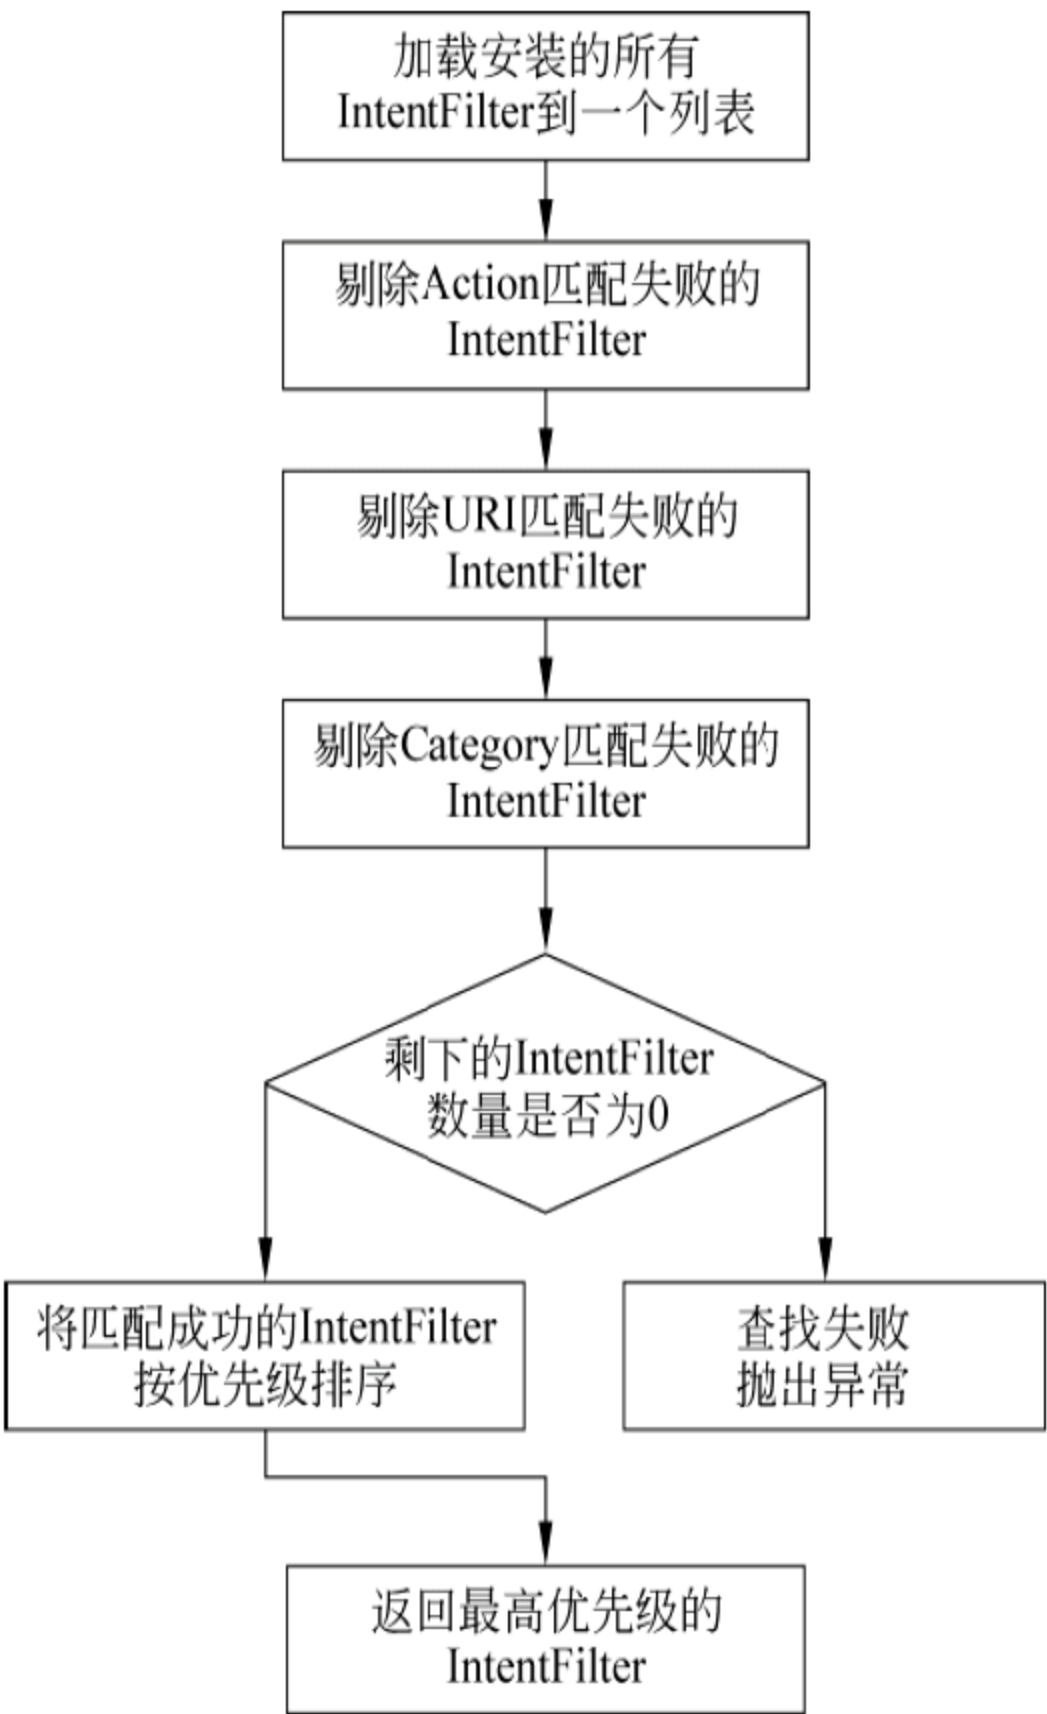 加载安装的所有
IntentFilter到一个列表
剔除Action匹配失败的
IntentFilter
剔除URI匹配失败的
IntentFilter
剔除Category匹配失败的
IntentFilter
剩下的IntentFilter
数量是否为0
将匹配成功的IntentFilter
按优先级排序
查找失败
抛出异常
返回最高优先级的
IntentFilter